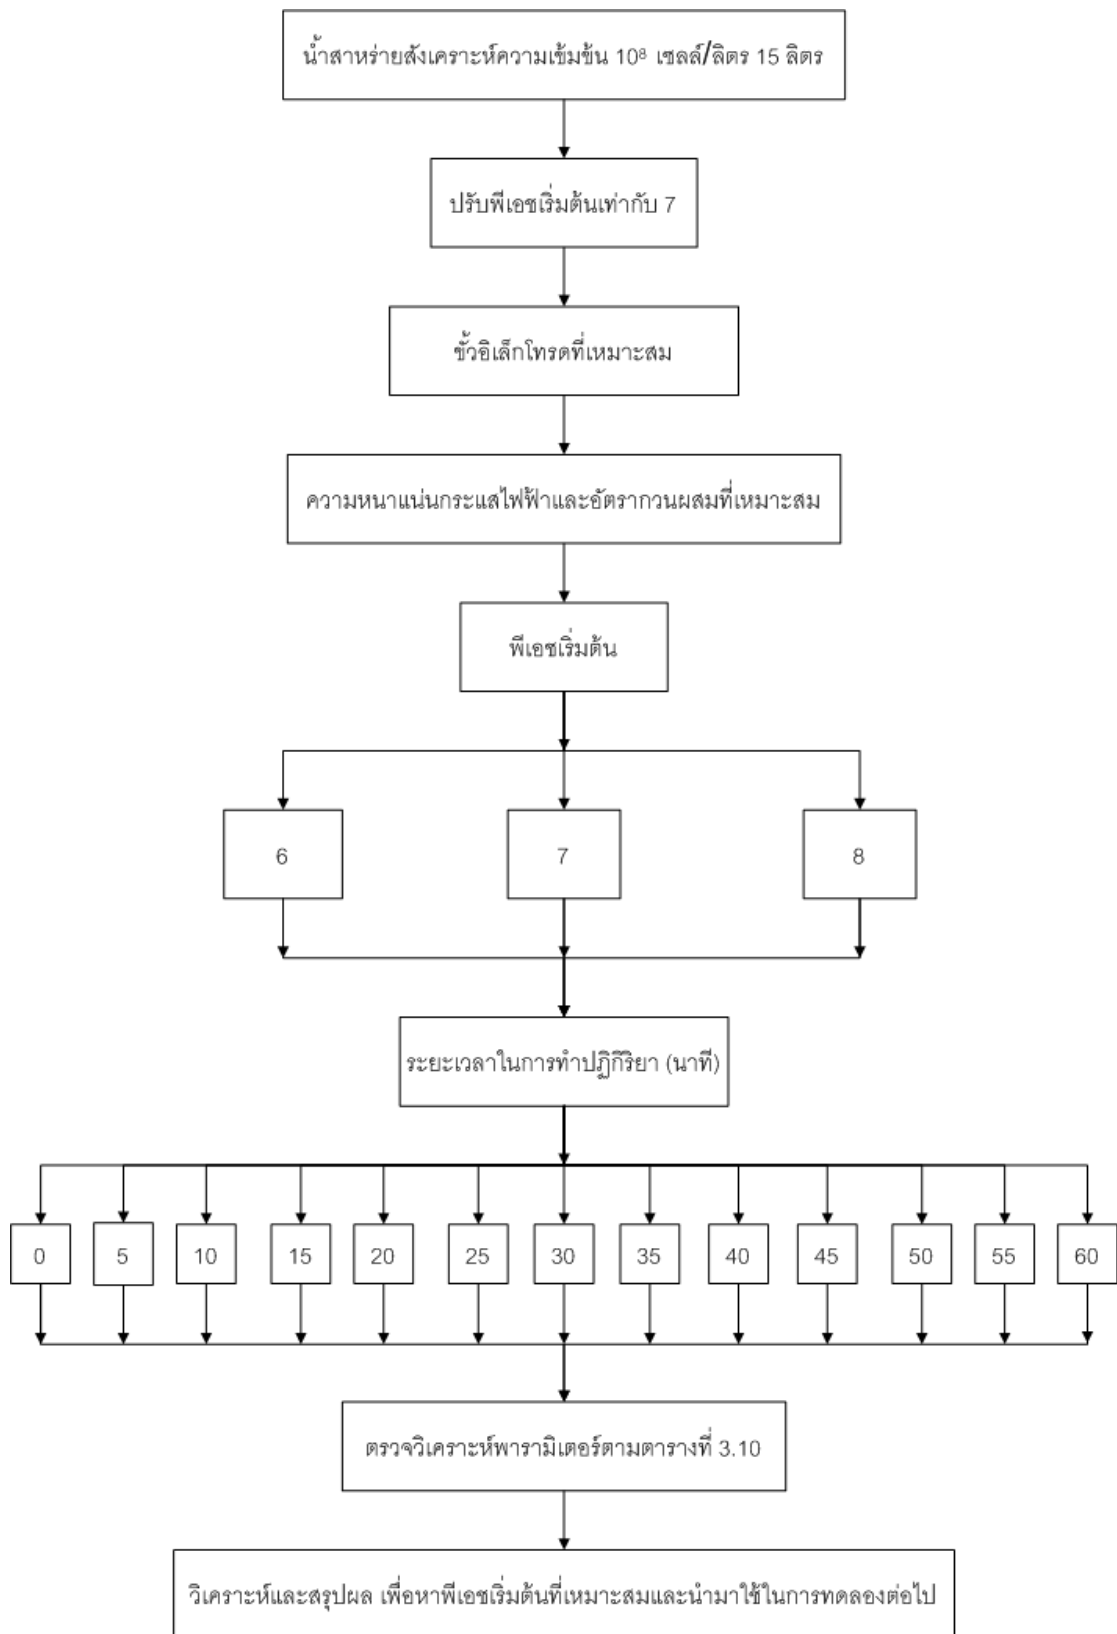 น้ำสาหร่ายสังเคราะห์ความเข้มข้น 10⁸ เซลล์/ลิตร 15 ลิตร
ปรับพีเอชเริ่มต้นเท่ากับ 7
ขั้วอิเล็กโทรดที่เหมาะสม
ความหนาแน่นกระแสไฟฟ้าและอัตรากวนผสมที่เหมาะสม
พีเอชเริ่มต้น
6 7 8
ระยะเวลาในการทำปฏิกิริยา (นาที)
0 5 10 15 20 25 30 35 40 45 50 55 60
ตรวจวิเคราะห์พารามิเตอร์ตามตารางที่ 3.10
วิเคราะห์และสรุปผล เพื่อหาพีเอชเริ่มต้นที่เหมาะสมและนำมาใช้ในการทดลองต่อไป